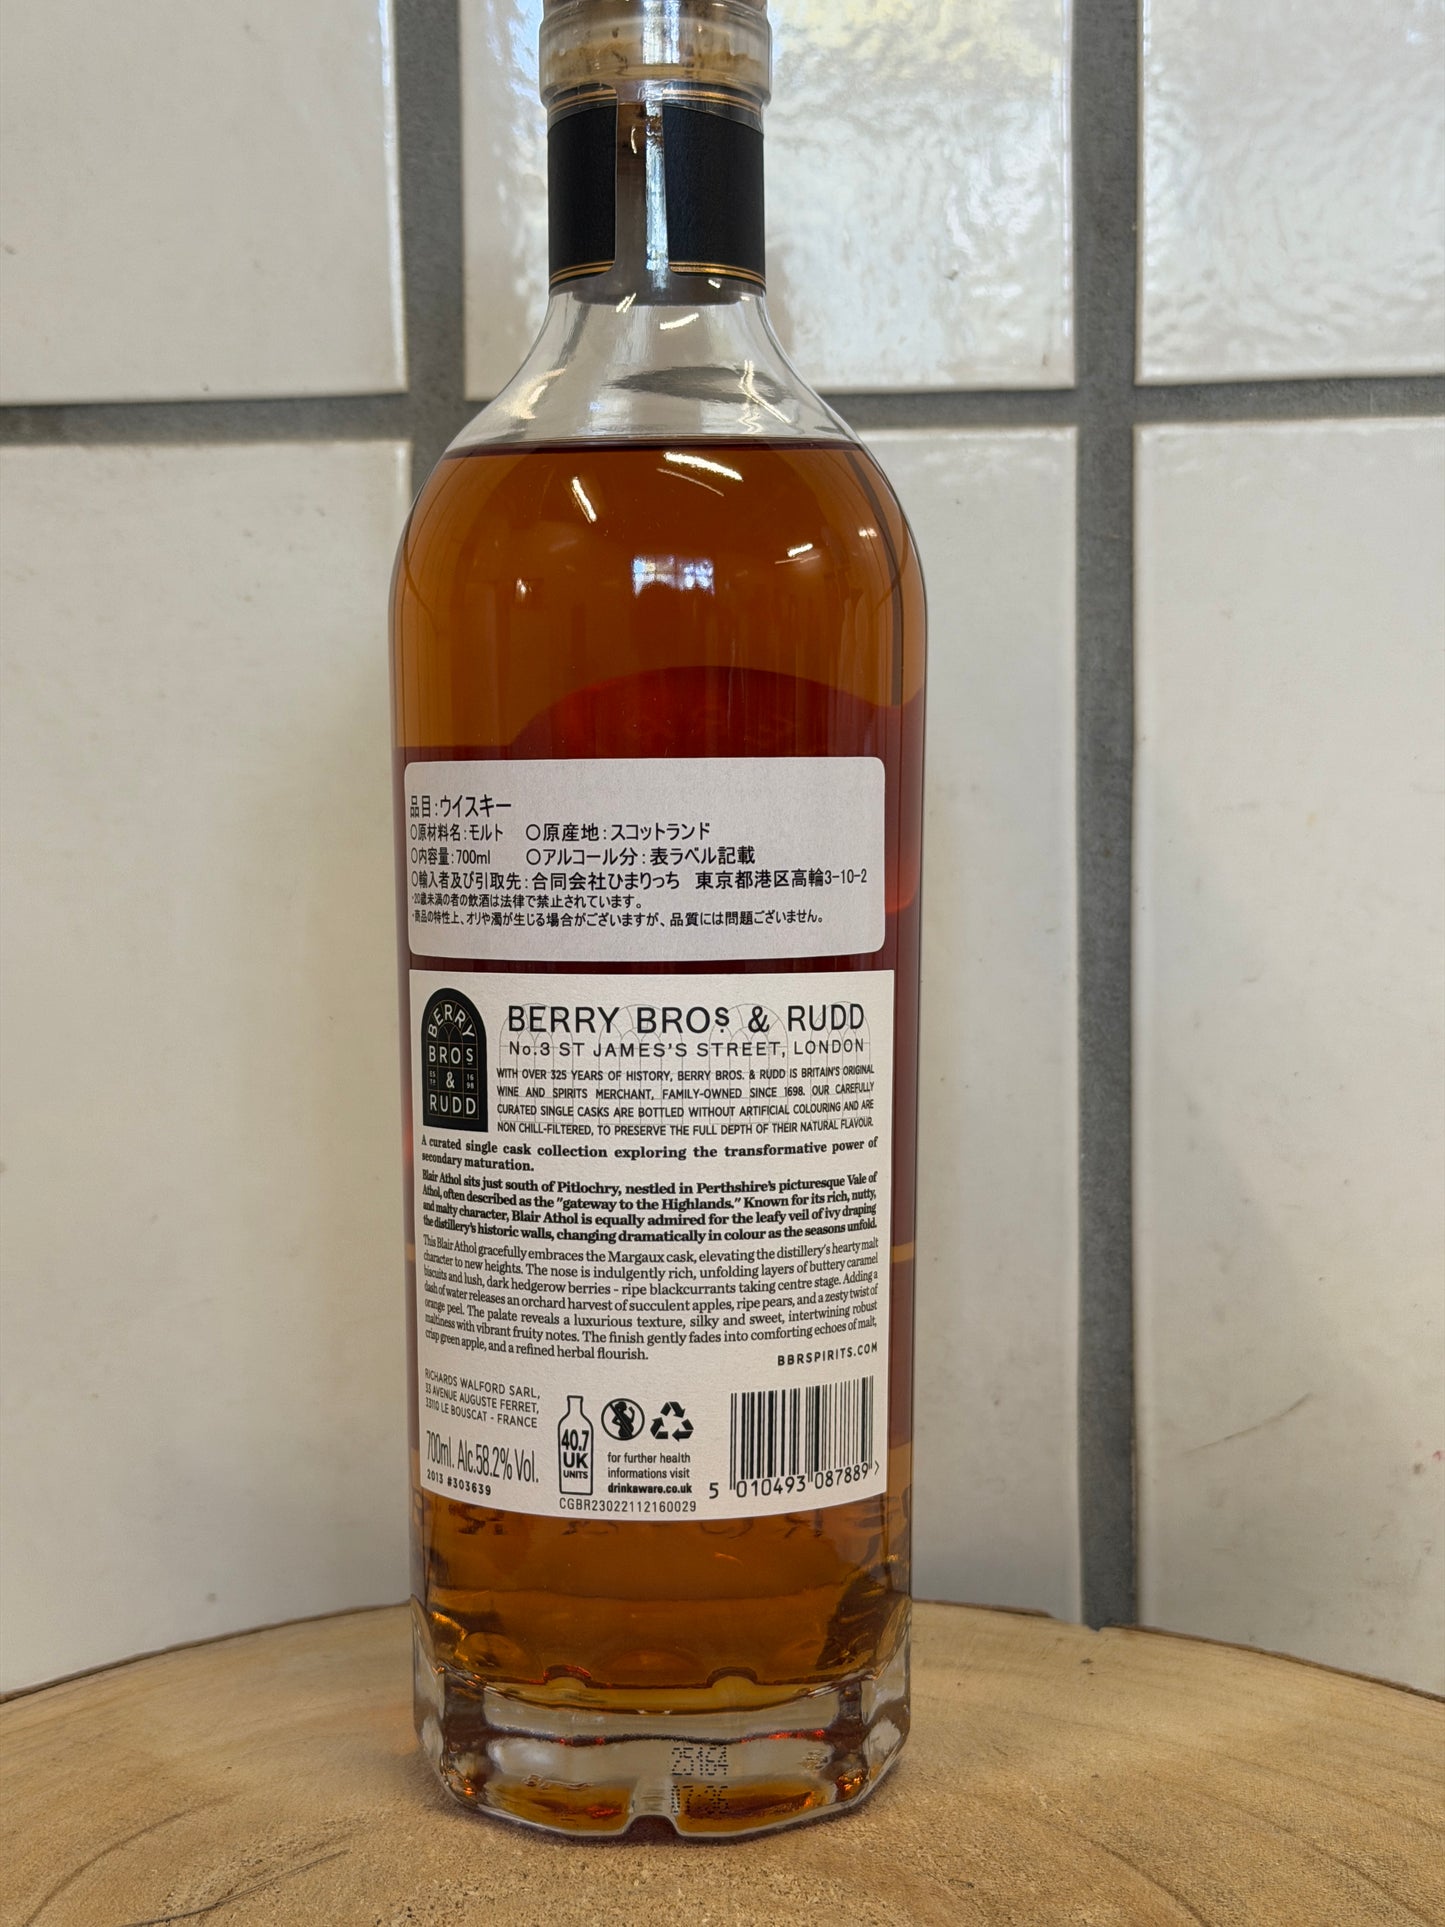 品目:ウイスキー
○原材料名:モルト ○原産地:スコットランド
○内容量:700ml ○アルコール分:表ラベル記載
○輸入者及び引取先:合同会社ひまりっち 東京都港区高輪3-10-2
・20歳未満の者の飲酒は法律で禁止されています。
・商品の特性上、オリや濁が生じる場合がございますが、品質には問題ございません。
BERRY
BROS
ESTD & 1698
RUDD
BERRY BROS & RUDD
No.3 ST JAMES'S STREET, LONDON
WITH OVER 325 YEARS OF HISTORY, BERRY BROS. & RUDD IS BRITAIN'S ORIGINAL
WINE AND SPIRITS MERCHANT, FAMILY-OWNED SINCE 1698. OUR CAREFULLY
CURATED SINGLE CASKS ARE BOTTLED WITHOUT ARTIFICIAL COLOURING AND ARE
NON CHILL-FILTERED, TO PRESERVE THE FULL DEPTH OF THEIR NATURAL FLAVOUR.
A curated single cask collection exploring the transformative power of
secondary maturation.
Blair Athol sits just south of Pitlochry, nestled in Perthshire's picturesque Vale of
Athol, often described as the "gateway to the Highlands." Known for its rich, nutty,
and malty character, Blair Athol is equally admired for the leafy veil of ivy draping
the distillery's historic walls, changing dramatically in colour as the seasons unfold.
This Blair Athol gracefully embraces the Margaux cask, elevating the distillery's hearty malt
character to new heights. The nose is indulgently rich, unfolding layers of buttery caramel
biscuits and lush, dark hedgerow berries - ripe blackcurrants taking centre stage. Adding a
dash of water releases an orchard harvest of succulent apples, ripe pears, and a zesty twist of
orange peel. The palate reveals a luxurious texture, silky and sweet, intertwining robust
maltiness with vibrant fruity notes. The finish gently fades into comforting echoes of malt,
crisp green apple, and a refined herbal flourish.
BBRSPIRITS.COM
RICHARDS WALFORD SARL,
33 AVENUE AUGUSTE FERRET,
33110 LE BOUSCAT - FRANCE
700ml. Alc.58.2% Vol.
2013 #303639
40.7
UK
UNITS
for further health
informations visit
drinkaware.co.uk
CGBR23022112160029
5 010493 087889 >
25164
17:36